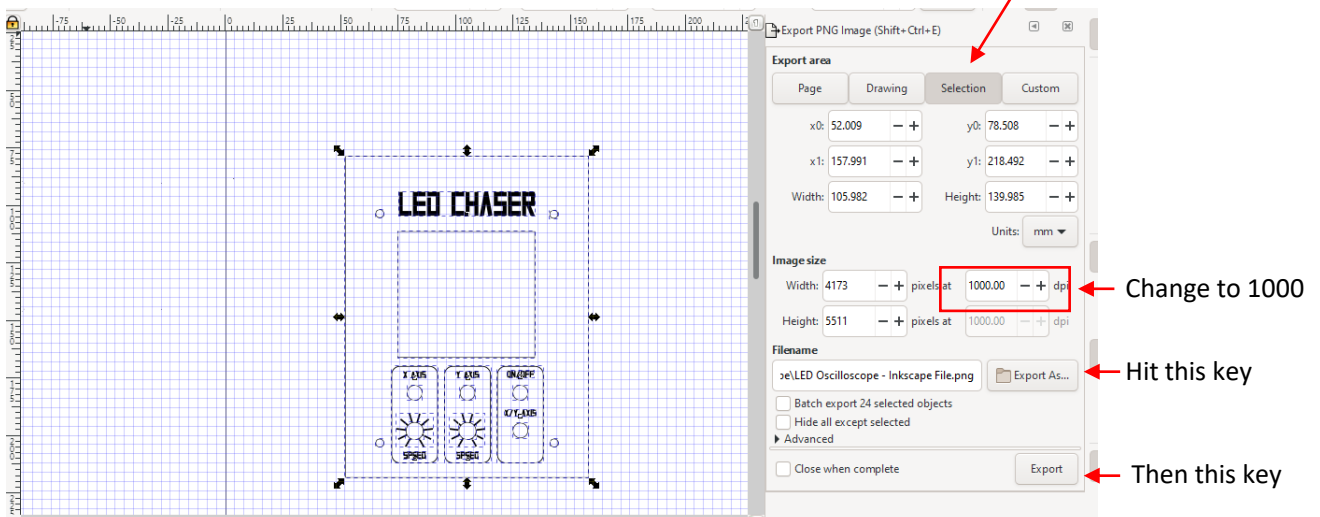 -75 -50 -25 0 25 50 75 100 125 150 175 200
Export PNG Image (Shift+Ctrl+E)
Export area
Page Drawing Selection Custom
x0: 52.009 y0: 78.508
x1: 157.991 y1: 218.492
Width: 105.982 Height: 139.985
Units: mm
Image size
Width: 4173 pixels at 1000.00 dpi
Height: 5511 pixels at 1000.00 dpi
Filename
pe\LED Oscilloscope - Inkscape File.png Export As...
Batch export 24 selected objects
Hide all except selected
Advanced
Close when complete Export
LED CHASER
X AXIS Y AXIS ON/OFF
X/Y AXIS
SPEED SPEED
Change to 1000
Hit this key
Then this key